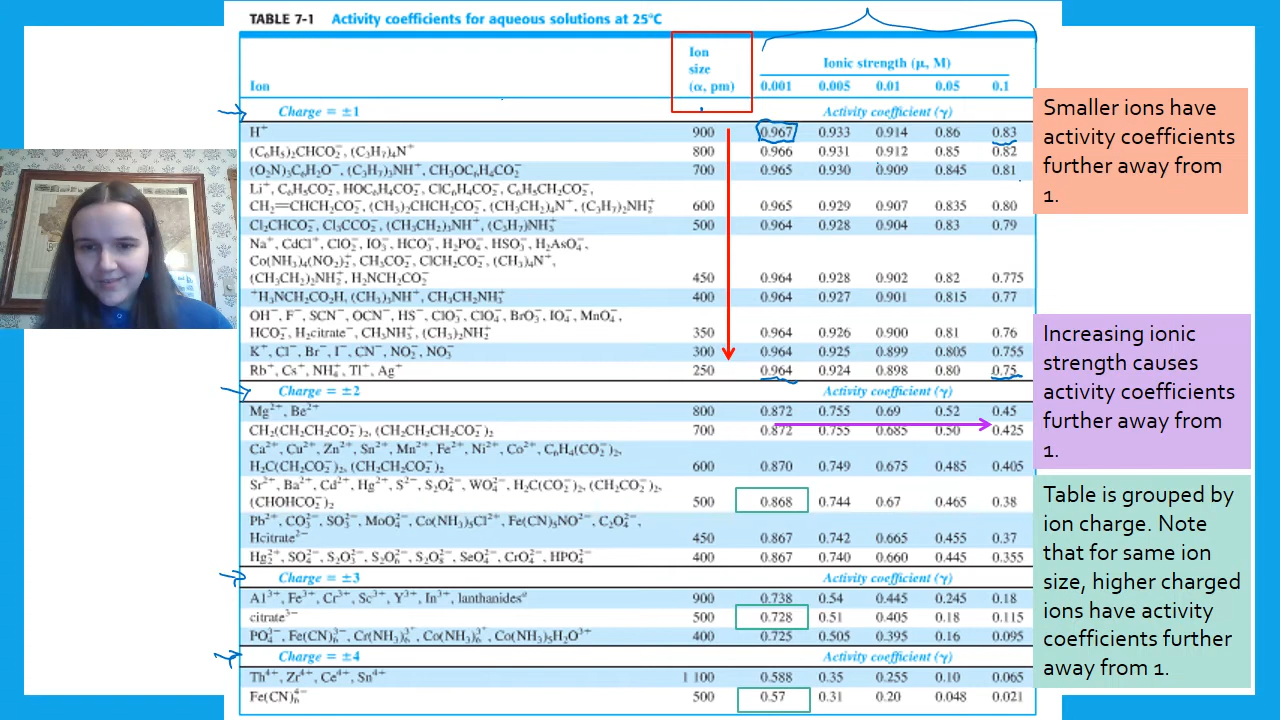 TABLE 7-1 Activity coefficients for aqueous solutions at 25°C
Ion Ion size (α, pm) Ionic strength (μ, M)
0.001 0.005 0.01 0.05 0.1
Charge = ±1 Activity coefficient (γ)
H⁺ 900 0.967 0.933 0.914 0.86 0.83
(C₆H₅)₂CHCO₂⁻, (C₃H₇)₄N⁺ 800 0.966 0.931 0.912 0.85 0.82
(O₂N)₃C₆H₂O⁻, (C₃H₇)₃NH⁺, CH₃OC₆H₄CO₂⁻ 700 0.965 0.930 0.909 0.845 0.81
Li⁺, C₆H₅CO₂⁻, HOC₆H₄CO₂⁻, ClC₆H₄CO₂⁻, C₆H₅CH₂CO₂⁻,
CH₂=CHCH₂CO₂⁻, (CH₃)₂CHCH₂CO₂⁻, (CH₃CH₂)₄N⁺, (C₃H₇)₂NH₂⁺ 600 0.965 0.929 0.907 0.835 0.80
Cl₂CHCO₂⁻, Cl₃CCO₂⁻, (CH₃CH₂)₃NH⁺, (C₃H₇)NH₃⁺ 500 0.964 0.928 0.904 0.83 0.79
Na⁺, CdCl⁺, ClO₂⁻, IO₃⁻, HCO₃⁻, H₂PO₄⁻, HSO₃⁻, H₂AsO₄⁻,
Co(NH₃)₄(NO₂)₂⁺, CH₃CO₂⁻, ClCH₂CO₂⁻, (CH₃)₄N⁺,
(CH₃CH₂)₂NH₂⁺, H₂NCH₂CO₂⁻ 450 0.964 0.928 0.902 0.82 0.775
⁺H₃NCH₂CO₂H, (CH₃)₃NH⁺, CH₃CH₂NH₃⁺ 400 0.964 0.927 0.901 0.815 0.77
OH⁻, F⁻, SCN⁻, OCN⁻, HS⁻, ClO₃⁻, ClO₄⁻, BrO₃⁻, IO₄⁻, MnO₄⁻,
HCO₂⁻, H₂citrate⁻, CH₃NH₃⁺, (CH₃)₂NH₂⁺ 350 0.964 0.926 0.900 0.81 0.76
K⁺, Cl⁻, Br⁻, I⁻, CN⁻, NO₂⁻, NO₃⁻ 300 0.964 0.925 0.899 0.805 0.755
Rb⁺, Cs⁺, NH₄⁺, Tl⁺, Ag⁺ 250 0.964 0.924 0.898 0.80 0.75
Charge = ±2 Activity coefficient (γ)
Mg²⁺, Be²⁺ 800 0.872 0.755 0.69 0.52 0.45
CH₂(CH₂CH₂CO₂⁻)₂, (CH₂CH₂CH₂CO₂⁻)₂ 700 0.872 0.755 0.685 0.50 0.425
Ca²⁺, Cu²⁺, Zn²⁺, Sn²⁺, Mn²⁺, Fe²⁺, Ni²⁺, Co²⁺, C₆H₄(CO₂⁻)₂,
H₂C(CH₂CO₂⁻)₂, (CH₂CH₂CO₂⁻)₂ 600 0.870 0.749 0.675 0.485 0.405
Sr²⁺, Ba²⁺, Cd²⁺, Hg²⁺, S²⁻, S₂O₄²⁻, WO₄²⁻, H₂C(CO₂⁻)₂, (CH₂CO₂⁻)₂,
(CHOHCO₂⁻)₂ 500 0.868 0.744 0.67 0.465 0.38
Pb²⁺, CO₃²⁻, SO₃²⁻, MoO₄²⁻, Co(NH₃)₅Cl²⁺, Fe(CN)₅NO²⁻, C₂O₄²⁻,
Hcitrate²⁻ 450 0.867 0.742 0.665 0.455 0.37
Hg₂²⁺, SO₄²⁻, S₂O₃²⁻, S₂O₆²⁻, S₂O₈²⁻, SeO₄²⁻, CrO₄²⁻, HPO₄²⁻ 400 0.867 0.740 0.660 0.445 0.355
Charge = ±3 Activity coefficient (γ)
Al³⁺, Fe³⁺, Cr³⁺, Sc³⁺, Y³⁺, In³⁺, lanthanidesᵃ 900 0.738 0.54 0.445 0.245 0.18
citrate³⁻ 500 0.728 0.51 0.405 0.18 0.115
PO₄³⁻, Fe(CN)₆³⁻, Cr(NH₃)₆³⁺, Co(NH₃)₆³⁺, Co(NH₃)₅H₂O³⁺ 400 0.725 0.505 0.395 0.16 0.095
Charge = ±4 Activity coefficient (γ)
Th⁴⁺, Zr⁴⁺, Ce⁴⁺, Sn⁴⁺ 1 100 0.588 0.35 0.255 0.10 0.065
Fe(CN)₆⁴⁻ 500 0.57 0.31 0.20 0.048 0.021
Smaller ions have
activity coefficients
further away from
1.
Increasing ionic
strength causes
activity coefficients
further away from
1.
Table is grouped by
ion charge. Note
that for same ion
size, higher charged
ions have activity
coefficients further
away from 1.